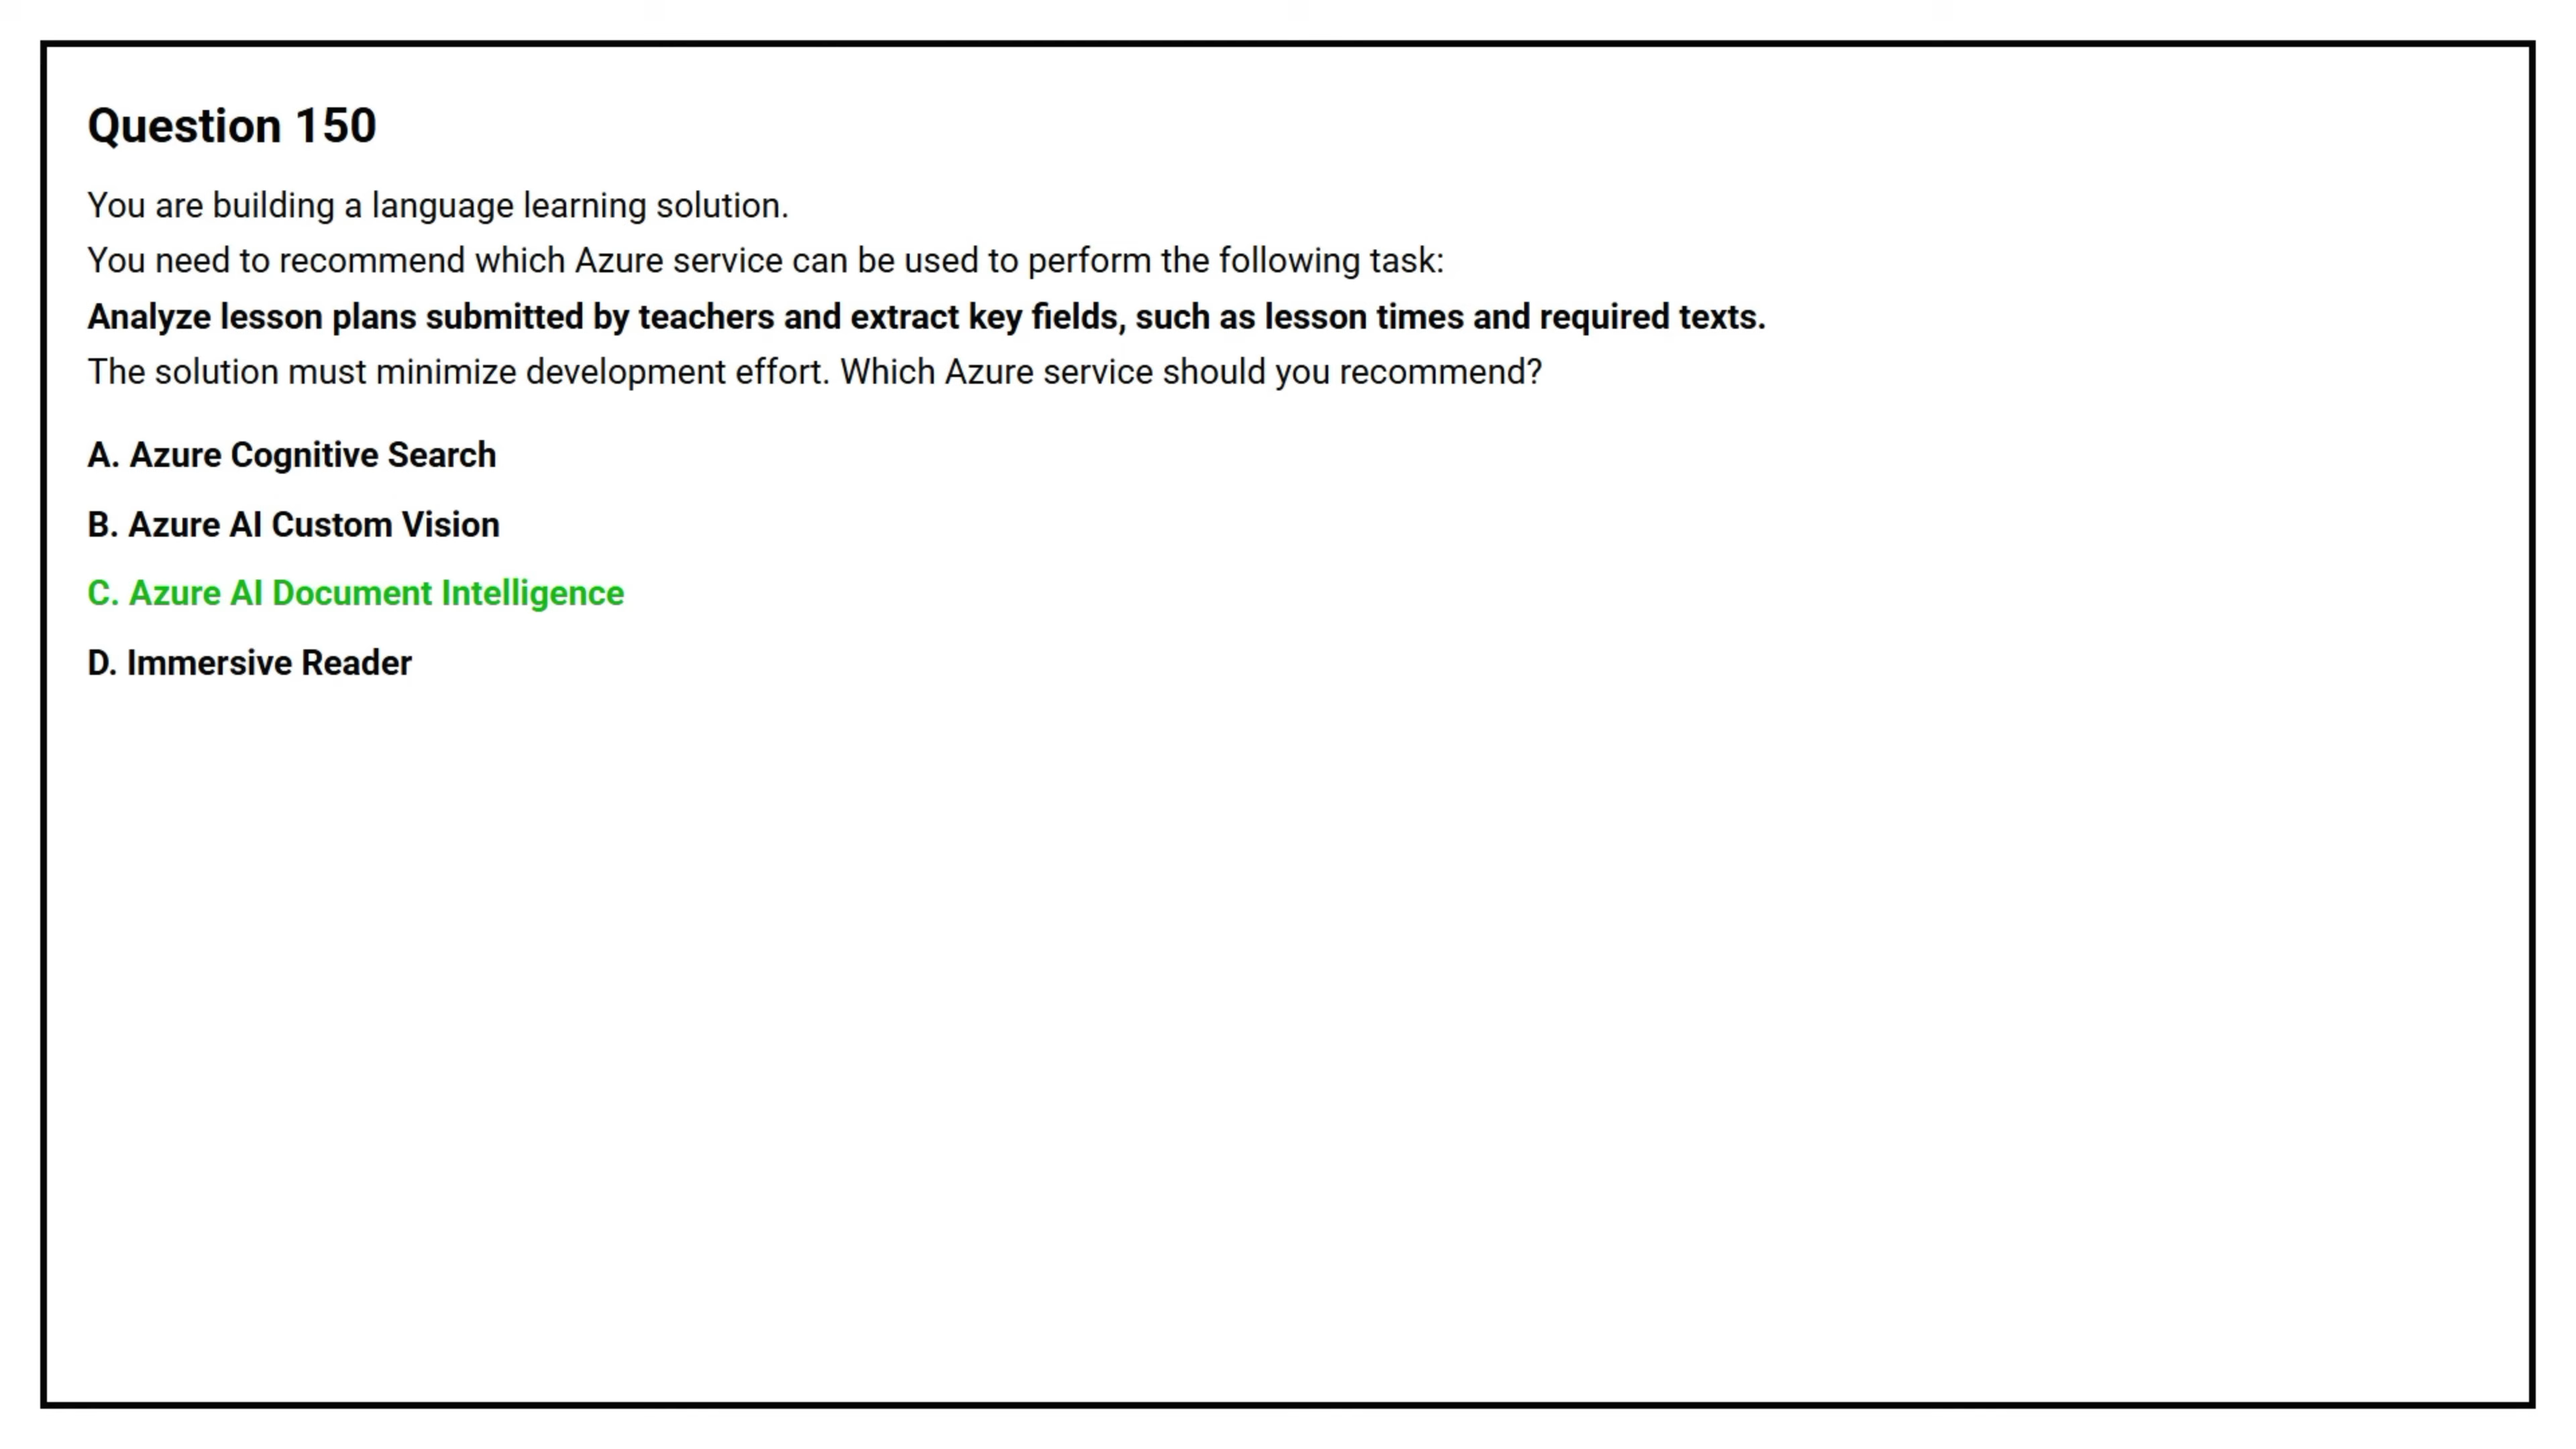 Question 150
You are building a language learning solution.
You need to recommend which Azure service can be used to perform the following task:
Analyze lesson plans submitted by teachers and extract key fields, such as lesson times and required texts.
The solution must minimize development effort. Which Azure service should you recommend?
A. Azure Cognitive Search
B. Azure AI Custom Vision
C. Azure AI Document Intelligence
D. Immersive Reader